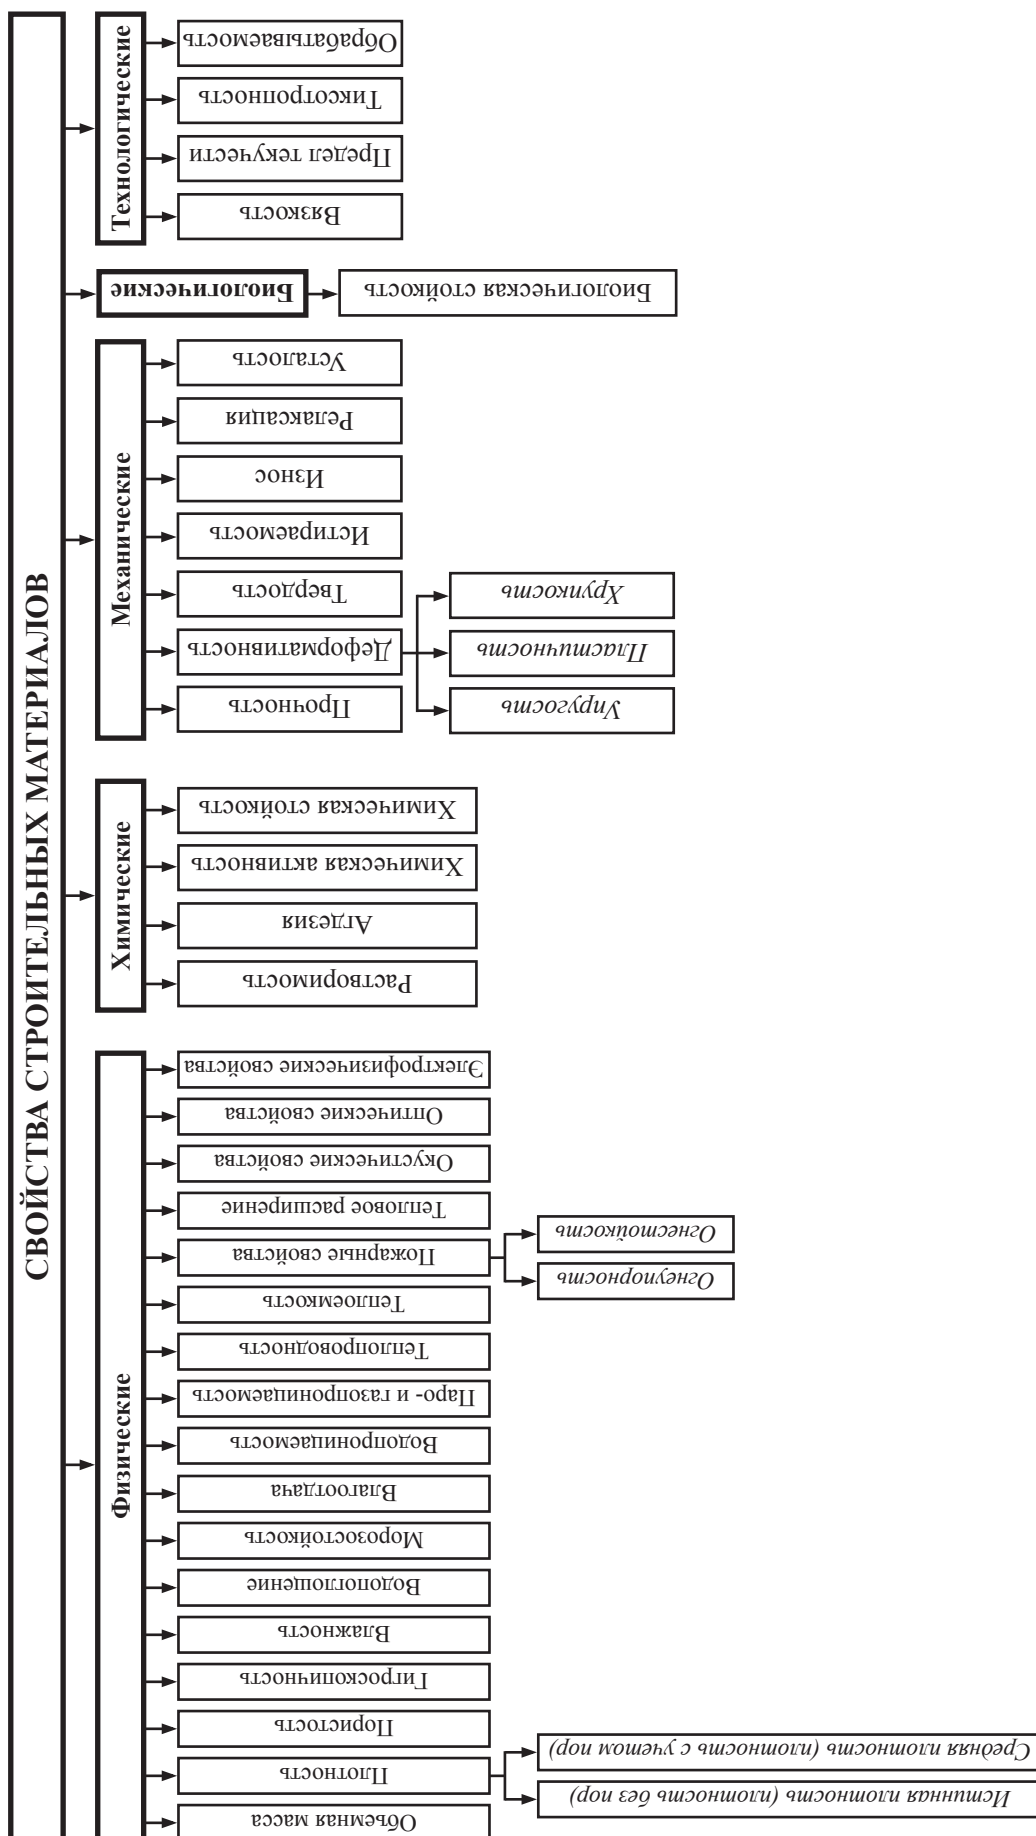 СВОЙСТВА СТРОИТЕЛЬНЫХ МАТЕРИАЛОВ
Физические
Объемная масса
Плотность
Истинная плотность (плотность без пор)
Средняя плотность (плотность с учетом пор)
Пористость
Гигроскопичность
Влажность
Водопоглощение
Морозостойкость
Влагоотдача
Водопроницаемость
Паро- и газопроницаемость
Теплопроводность
Теплоемкость
Пожарные свойства
Огнеупорность
Огнестойкость
Тепловое расширение
Окустические свойства
Оптические свойства
Электрофизические свойства
Химические
Растворимость
Агдезия
Химическая активность
Химическая стойкость
Механические
Прочность
Деформативность
Упругость
Пластичность
Хрупкость
Твердость
Истираемость
Износ
Релаксация
Усталость
Биологические
Биологическая стойкость
Технологические
Вязкость
Предел текучести
Тиксотропность
Обрабатываемость